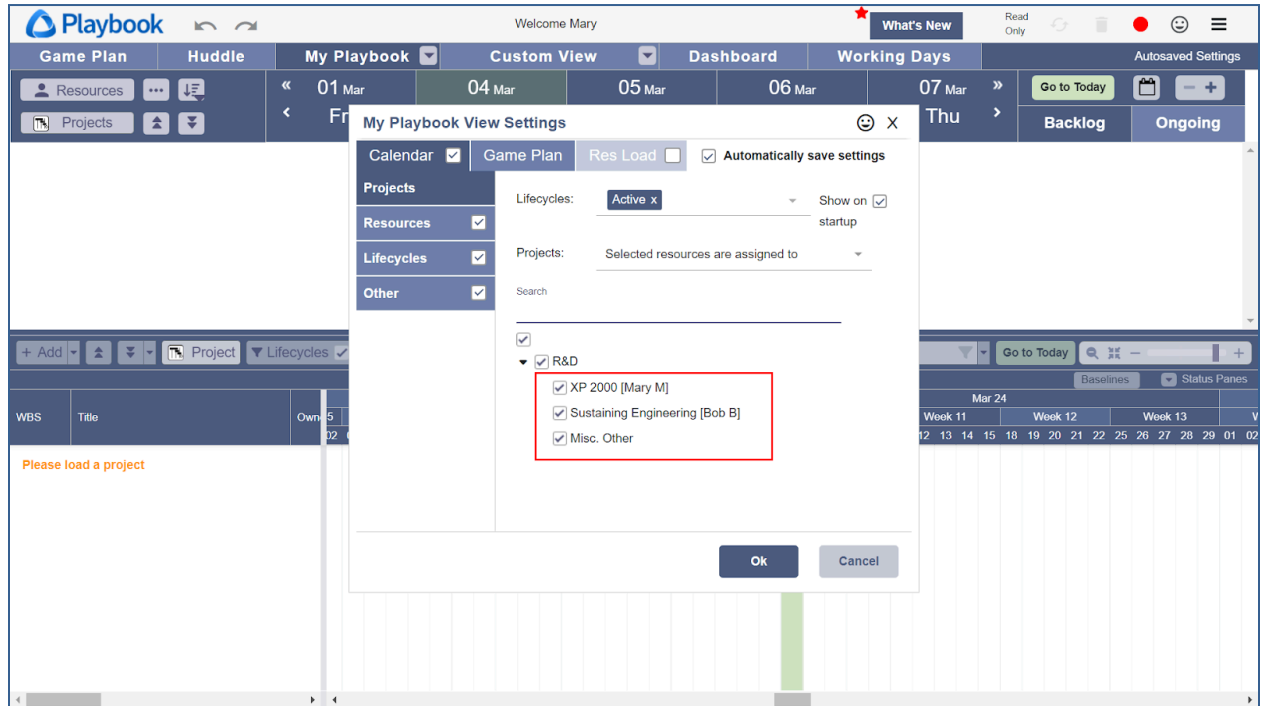 Playbook
Welcome Mary
What's New
Read Only
Game Plan
Huddle
My Playbook
Custom View
Dashboard
Working Days
Autosaved Settings
Resources
Projects
01 Mar
04 Mar
05 Mar
06 Mar
07 Mar
Fr
Thu
Go to Today
Backlog
Ongoing
My Playbook View Settings
X
Calendar
Game Plan
Res Load
Automatically save settings
Projects
Resources
Lifecycles
Other
Lifecycles:
Active x
Show on startup
Projects:
Selected resources are assigned to
Search
R&D
XP 2000 [Mary M]
Sustaining Engineering [Bob B]
Misc. Other
Ok
Cancel
+ Add
Project
Lifecycles
Go to Today
Baselines
Status Panes
WBS
Title
Own
5
Mar 24
Week 11
Week 12
Week 13
W
02
12 13 14 15 18 19 20 21 22 25 26 27 28 29 01 02
Please load a project